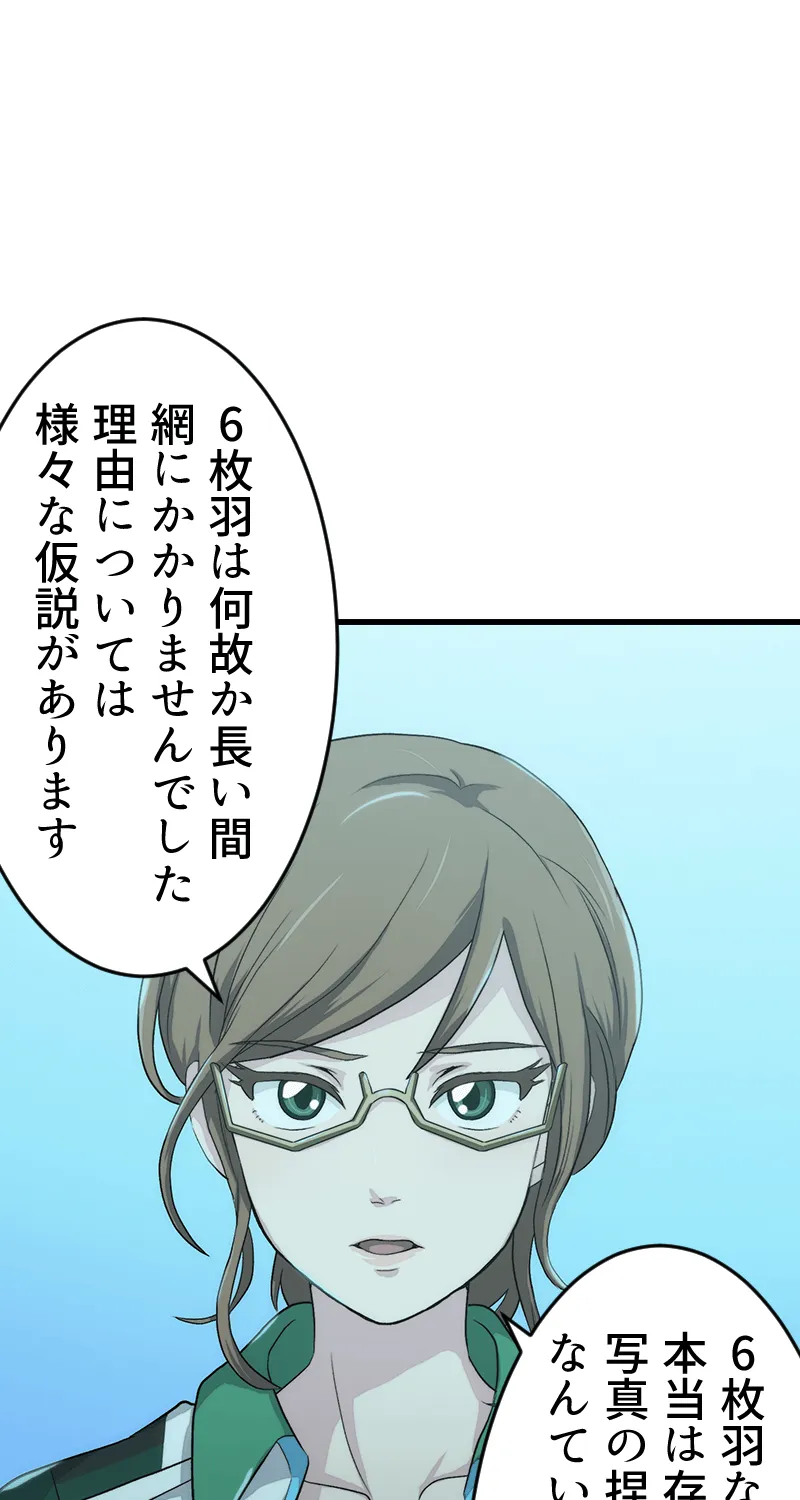 6枚羽は何故か長い間
網にかかりませんでした
理由については
様々な仮説があります
6枚羽な
本当は存
写真の捏
なんてい